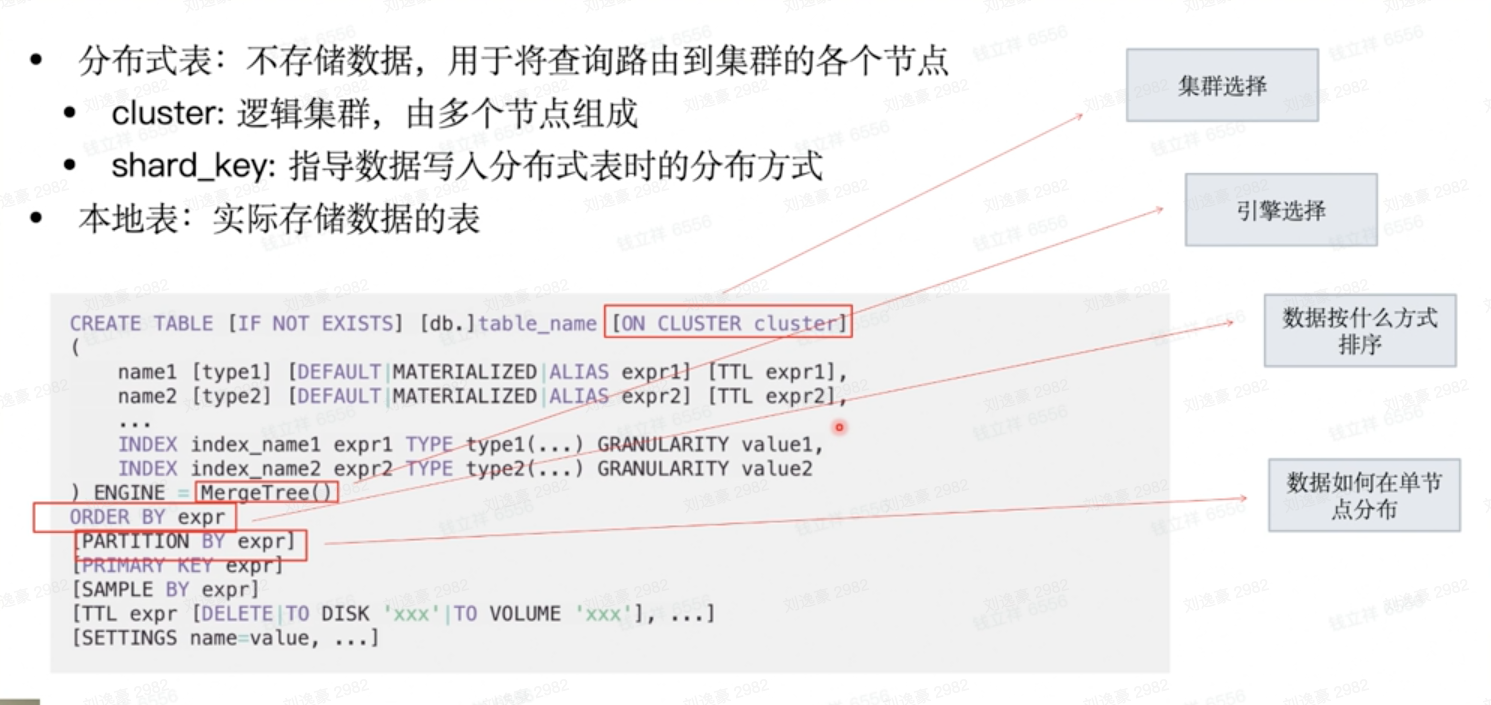 分布式表：不存储数据，用于将查询路由到集群的各个节点
cluster: 逻辑集群，由多个节点组成
shard_key: 指导数据写入分布式表时的分布方式
本地表：实际存储数据的表
集群选择
引擎选择
数据按什么方式
排序
数据如何在单节
点分布
CREATE TABLE [IF NOT EXISTS] [db.]table_name [ON CLUSTER cluster]
(
name1 [type1] [DEFAULT|MATERIALIZED|ALIAS expr1] [TTL expr1],
name2 [type2] [DEFAULT|MATERIALIZED|ALIAS expr2] [TTL expr2],
...
INDEX index_name1 expr1 TYPE type1(...) GRANULARITY value1,
INDEX index_name2 expr2 TYPE type2(...) GRANULARITY value2
) ENGINE = MergeTree()
ORDER BY expr
[PARTITION BY expr]
[PRIMARY KEY expr]
[SAMPLE BY expr]
[TTL expr [DELETE|TO DISK 'xxx'|TO VOLUME 'xxx'], ...]
[SETTINGS name=value, ...]
刘逸豪 2982
钱立祥 6556